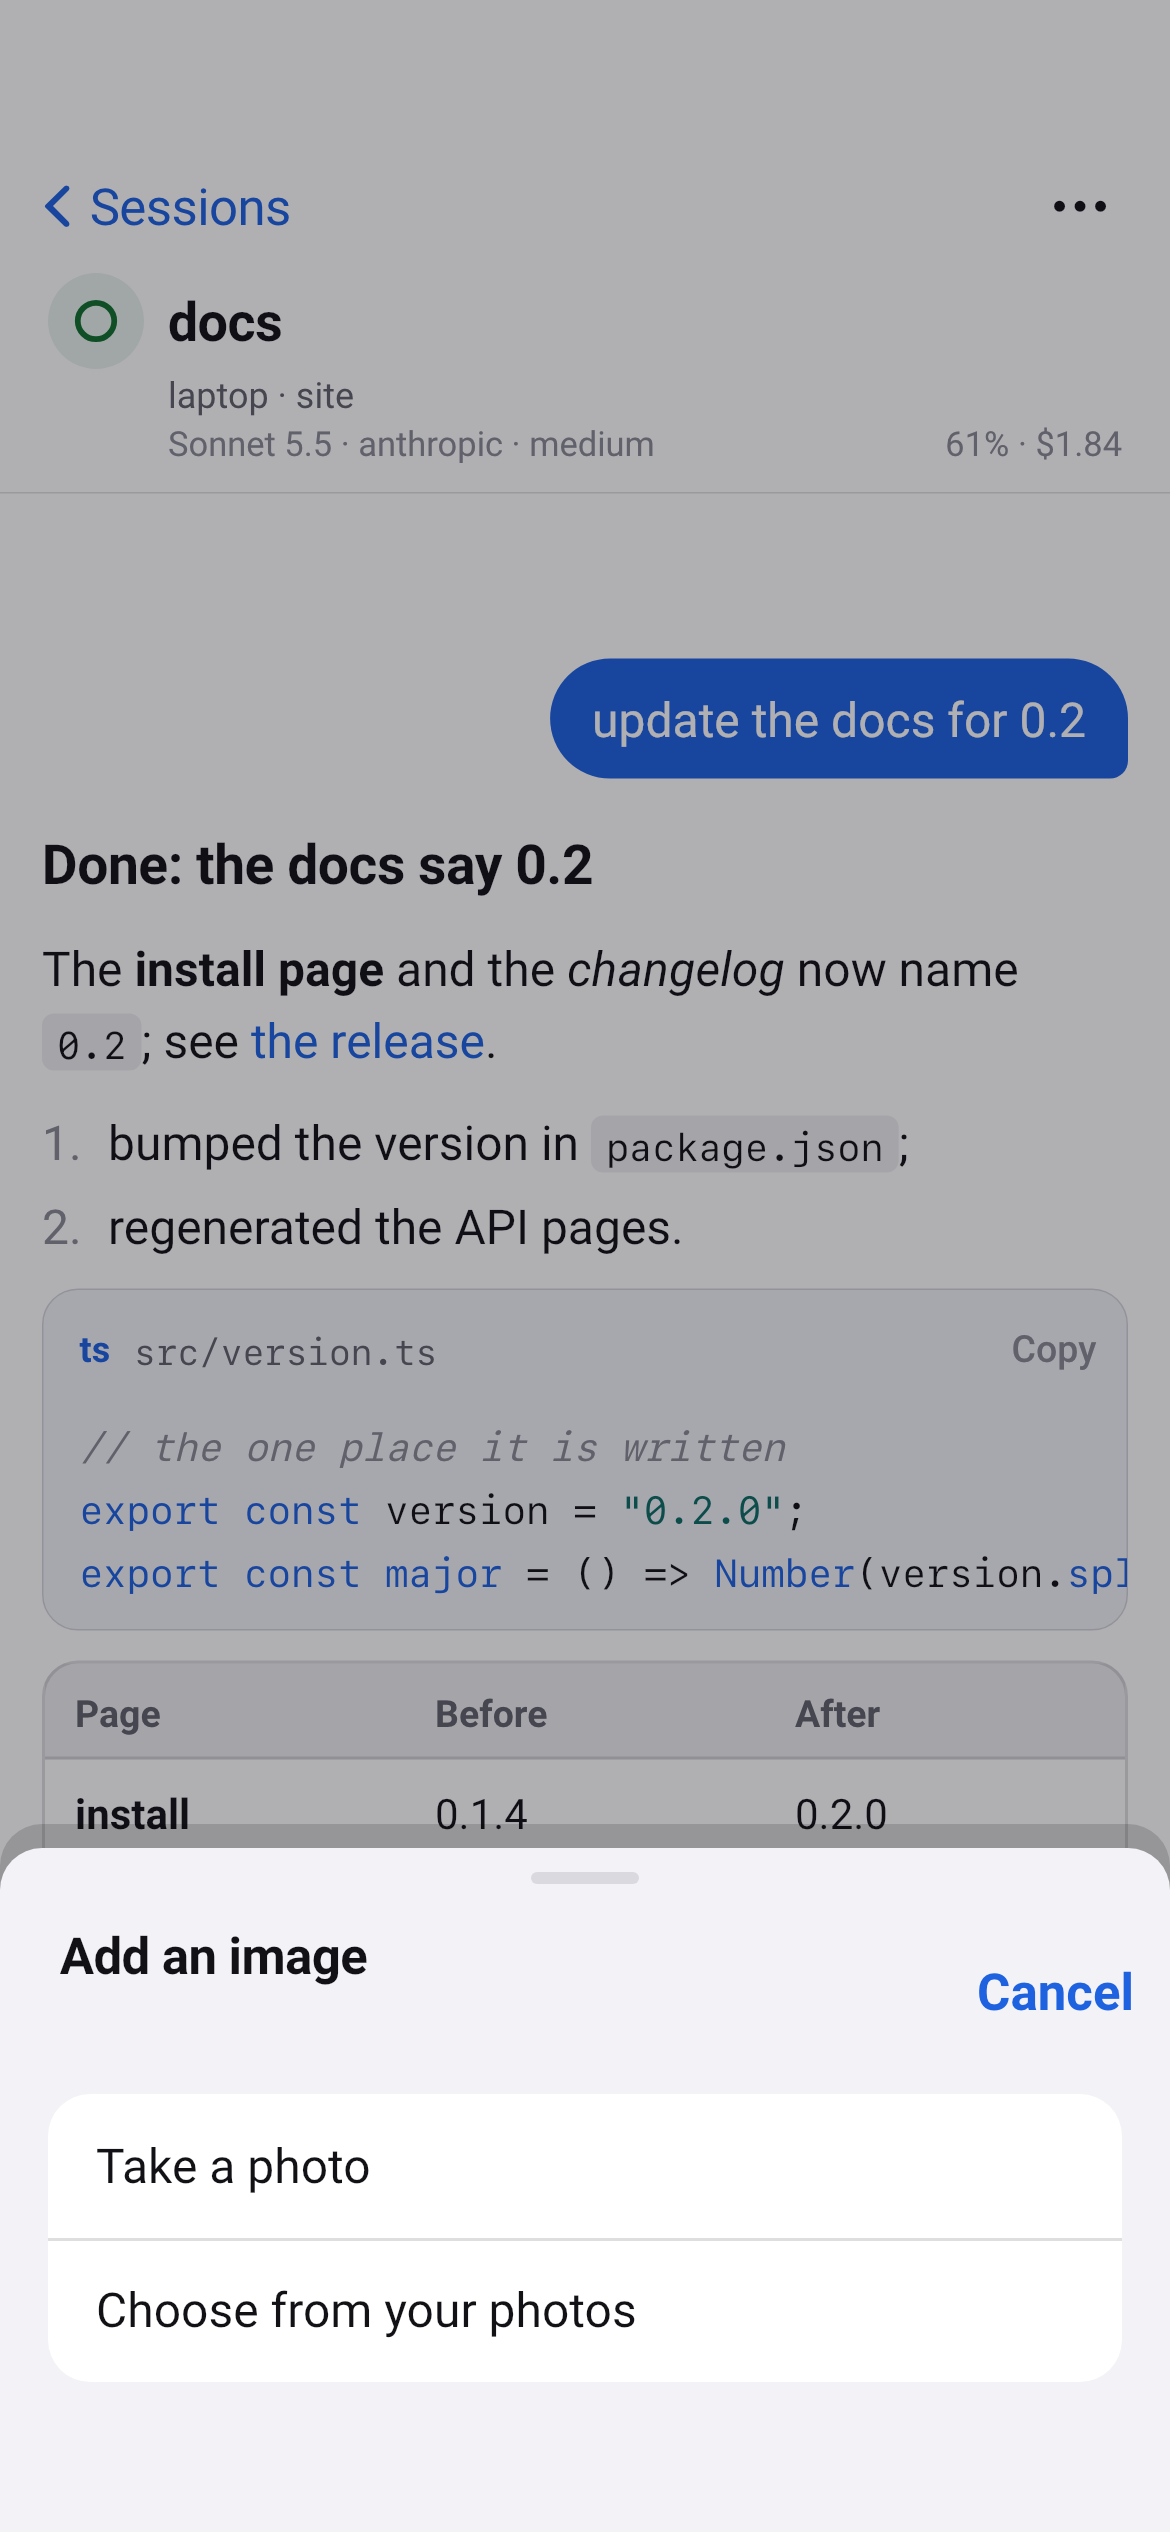 Sessions
docs
laptop · site
Sonnet 5.5 · anthropic · medium 61% · $1.84
update the docs for 0.2
Done: the docs say 0.2
The install page and the changelog now name
0.2; see the release.
1. bumped the version in package.json;
2. regenerated the API pages.
ts src/version.ts Copy
// the one place it is written
export const version = "0.2.0";
export const major = () => Number(version.spl
Page Before After
install 0.1.4 0.2.0
Add an image
Cancel
Take a photo
Choose from your photos